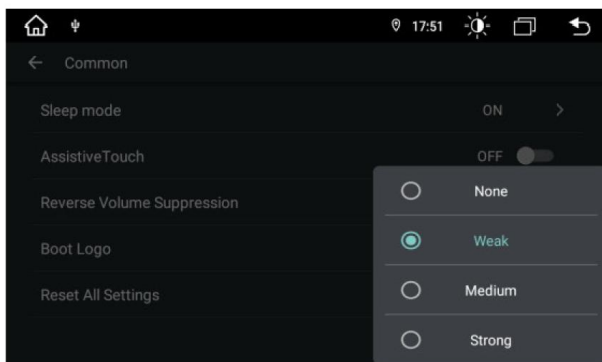 17:51
Common
Sleep mode ON
AssistiveTouch OFF
Reverse Volume Suppression
None
Boot Logo
Weak
Reset All Settings
Medium
Strong